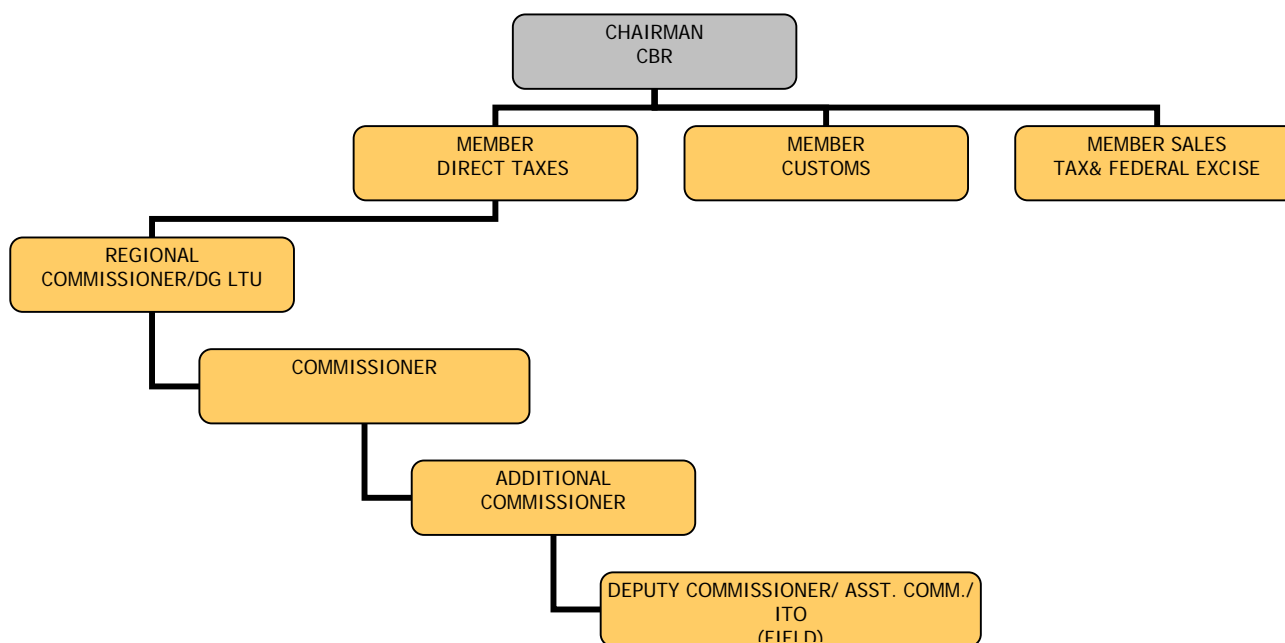 CHAIRMAN
CBR
MEMBER
DIRECT TAXES
MEMBER
CUSTOMS
MEMBER SALES
TAX& FEDERAL EXCISE
REGIONAL
COMMISSIONER/DG LTU
COMMISSIONER
ADDITIONAL
COMMISSIONER
DEPUTY COMMISSIONER/ ASST. COMM./
ITO
(FIELD)